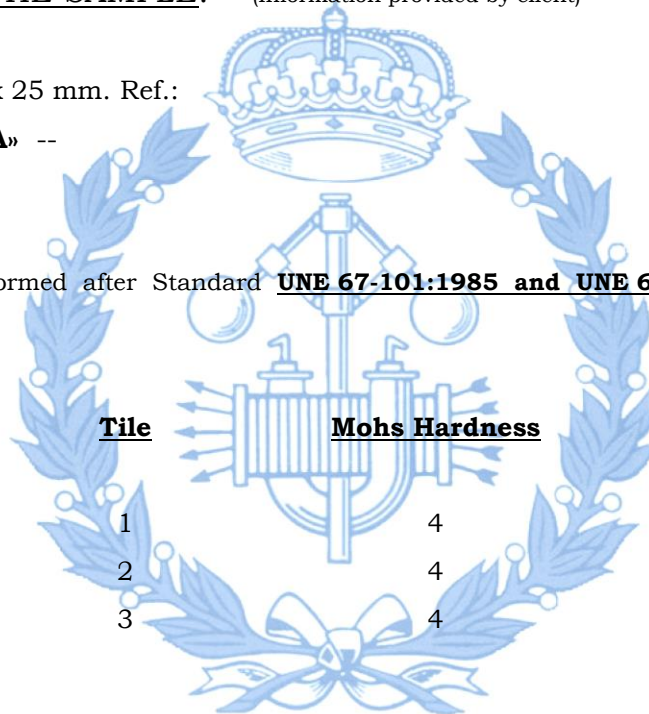 SAMPLE: (information provided by client)
x 25 mm. Ref.:
A» --
ormed after Standard UNE 67-101:1985 and UNE 6
Tile Mohs Hardness
1 4
2 4
3 4